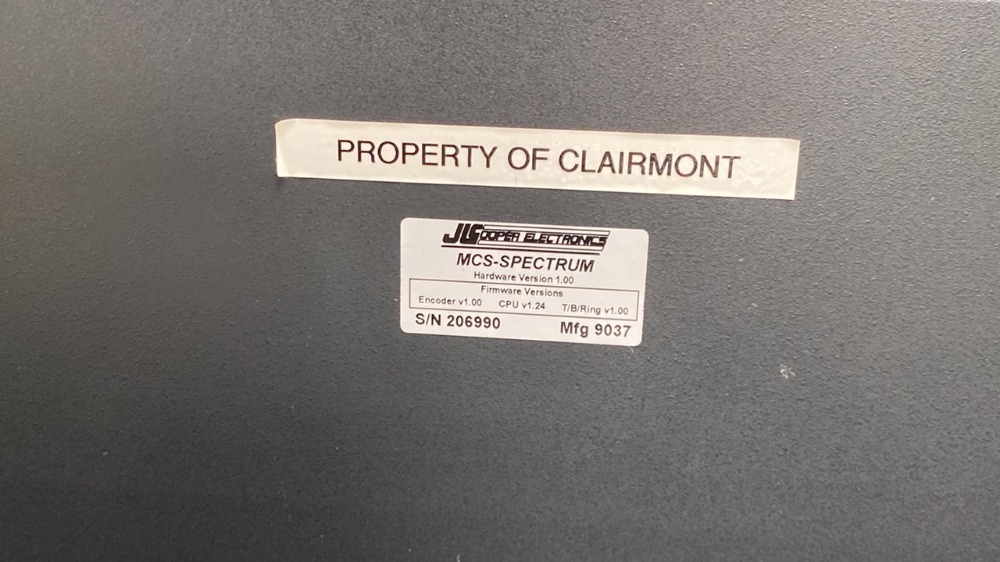 PROPERTY OF CLAIRMONT
JLCOOPER ELECTRONICS
MCS-SPECTRUM
Hardware Version 1.00
Firmware Versions
Encoder v1.00 CPU v1.24 T/B/Ring v1.00
S/N 206990 Mfg 9037